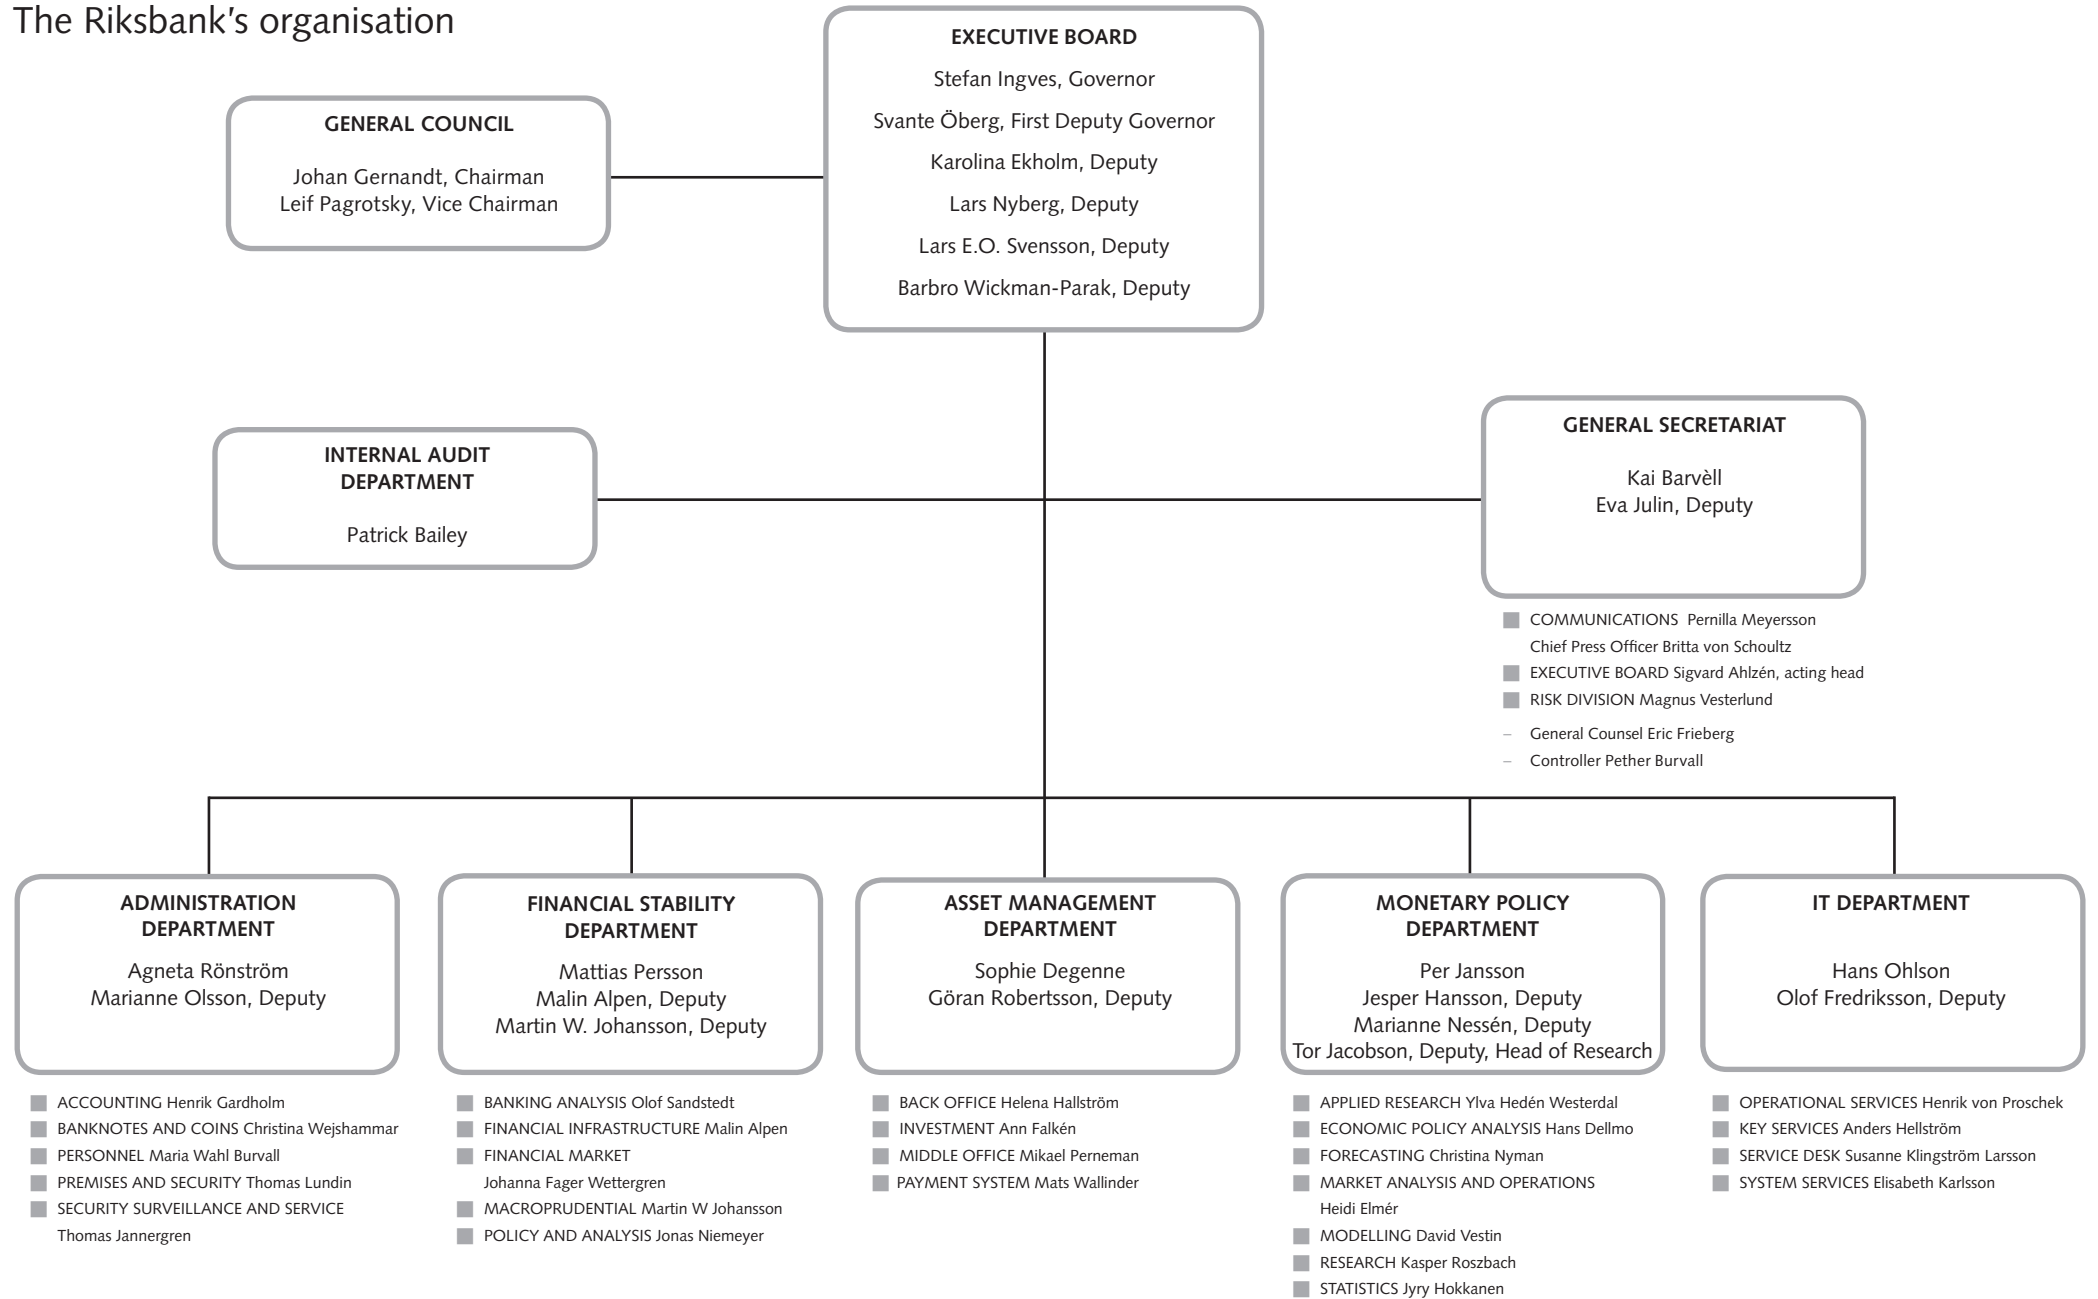 The Riksbank's organisation
EXECUTIVE BOARD
Stefan Ingves, Governor
Svante Öberg, First Deputy Governor
Karolina Ekholm, Deputy
Lars Nyberg, Deputy
Lars E.O. Svensson, Deputy
Barbro Wickman-Parak, Deputy
GENERAL COUNCIL
Johan Gernandt, Chairman
Leif Pagrotsky, Vice Chairman
INTERNAL AUDIT
DEPARTMENT
Patrick Bailey
GENERAL SECRETARIAT
Kai Barvèll
Eva Julin, Deputy
COMMUNICATIONS Pernilla Meyersson
Chief Press Officer Britta von Schoultz
EXECUTIVE BOARD Sigvard Ahlzén, acting head
RISK DIVISION Magnus Vesterlund
– General Counsel Eric Frieberg
– Controller Pether Burvall
ADMINISTRATION
DEPARTMENT
Agneta Rönström
Marianne Olsson, Deputy
ACCOUNTING Henrik Gardholm
BANKNOTES AND COINS Christina Wejshammar
PERSONNEL Maria Wahl Burvall
PREMISES AND SECURITY Thomas Lundin
SECURITY SURVEILLANCE AND SERVICE
Thomas Jannergren
FINANCIAL STABILITY
DEPARTMENT
Mattias Persson
Malin Alpen, Deputy
Martin W. Johansson, Deputy
BANKING ANALYSIS Olof Sandstedt
FINANCIAL INFRASTRUCTURE Malin Alpen
FINANCIAL MARKET
Johanna Fager Wettergren
MACROPRUDENTIAL Martin W Johansson
POLICY AND ANALYSIS Jonas Niemeyer
ASSET MANAGEMENT
DEPARTMENT
Sophie Degenne
Göran Robertsson, Deputy
BACK OFFICE Helena Hallström
INVESTMENT Ann Falkén
MIDDLE OFFICE Mikael Perneman
PAYMENT SYSTEM Mats Wallinder
MONETARY POLICY
DEPARTMENT
Per Jansson
Jesper Hansson, Deputy
Marianne Nessén, Deputy
Tor Jacobson, Deputy, Head of Research
APPLIED RESEARCH Ylva Hedén Westerdal
ECONOMIC POLICY ANALYSIS Hans Dellmo
FORECASTING Christina Nyman
MARKET ANALYSIS AND OPERATIONS
Heidi Elmér
MODELLING David Vestin
RESEARCH Kasper Roszbach
STATISTICS Jyry Hokkanen
IT DEPARTMENT
Hans Ohlson
Olof Fredriksson, Deputy
OPERATIONAL SERVICES Henrik von Proschek
KEY SERVICES Anders Hellström
SERVICE DESK Susanne Klingström Larsson
SYSTEM SERVICES Elisabeth Karlsson